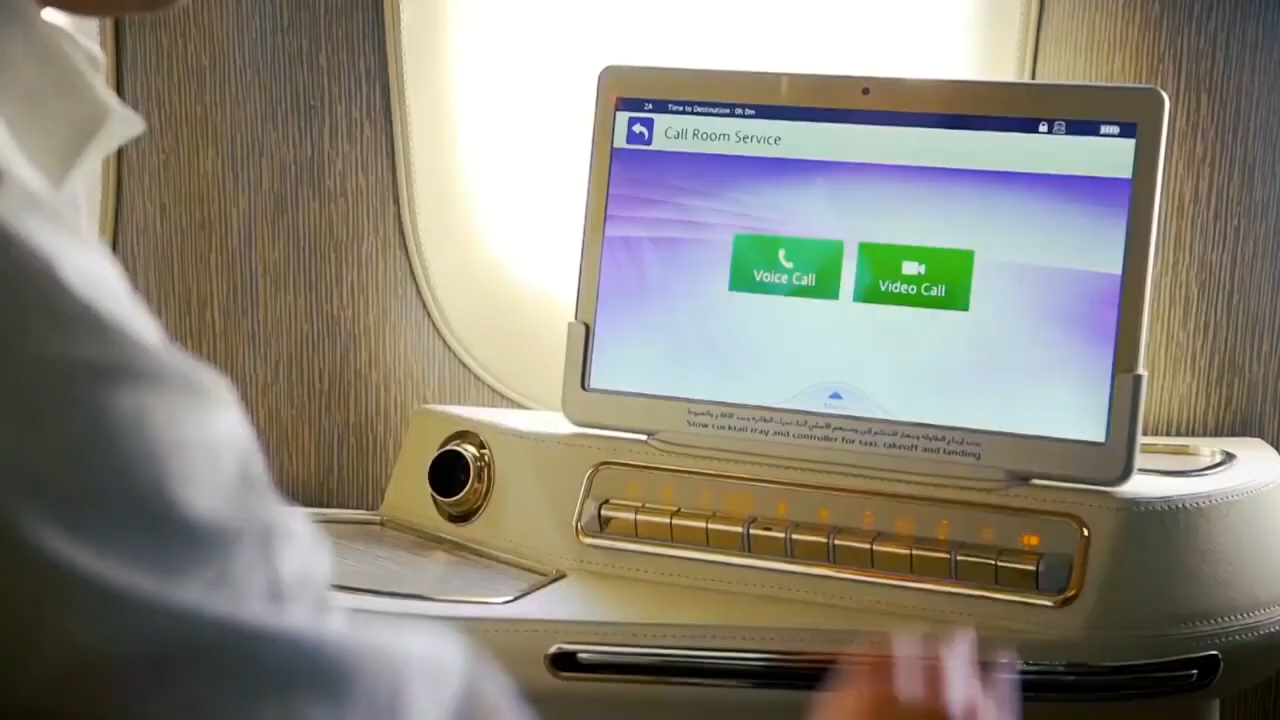 2A Time to Destination : 0h 0m
Call Room Service
Voice Call
Video Call
Stow cocktail tray and controller for taxi, takeoff and landing